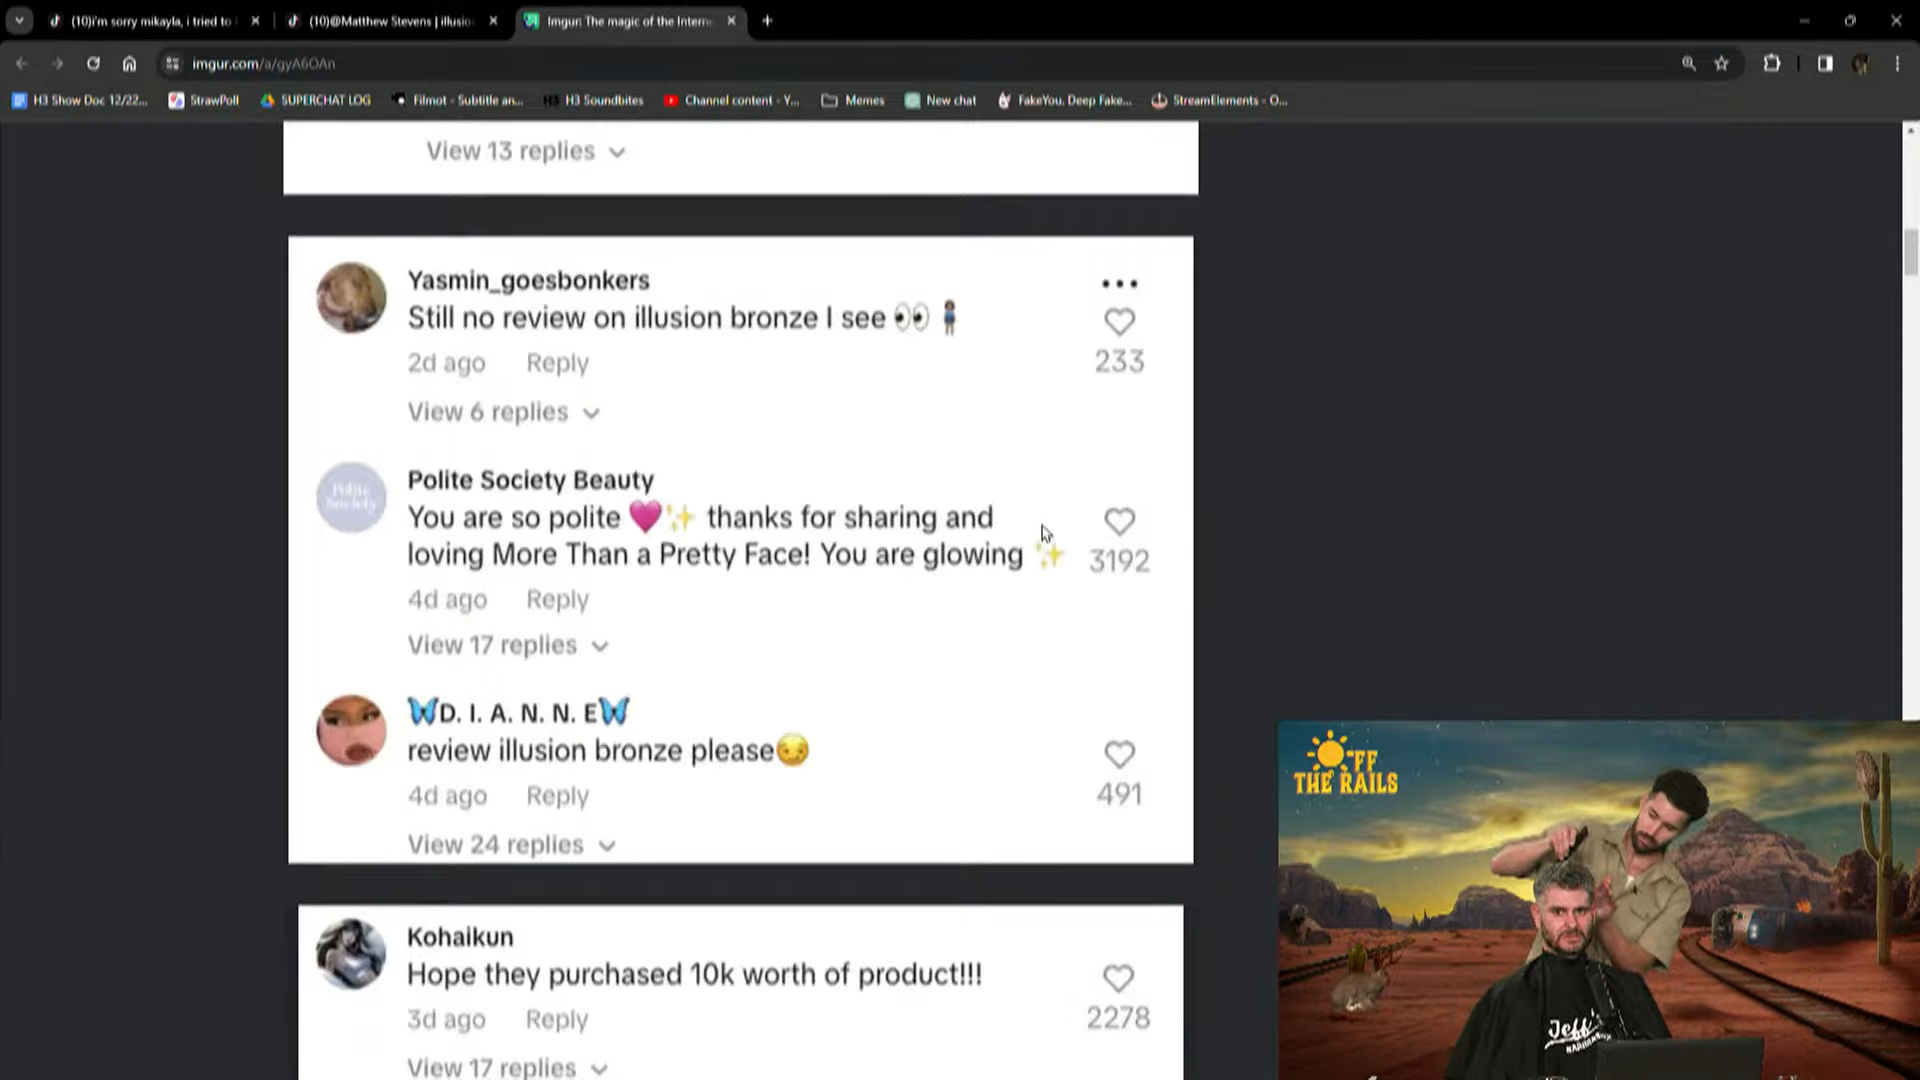 (10)i'm sorry mikayla, i tried to
(10)@Matthew Stevens | illusio
Imgur: The magic of the Intern
imgur.com/a/gyA6OAn
H3 Show Doc 12/22...
StrawPoll
SUPERCHAT LOG
Filmot - Subtitle an...
H3 Soundbites
Channel content - Y...
Memes
New chat
FakeYou. Deep Fake...
StreamElements - O...
View 13 replies
Yasmin_goesbonkers
Still no review on illusion bronze I see 👀🧍🏾‍♀️
233
2d ago Reply
View 6 replies
Polite Society
Polite Society Beauty
You are so polite 💗✨ thanks for sharing and
loving More Than a Pretty Face! You are glowing ✨
3192
4d ago Reply
View 17 replies
🦋D. I. A. N. N. E🦋
review illusion bronze please😏
491
4d ago Reply
View 24 replies
Kohaikun
Hope they purchased 10k worth of product!!!
2278
3d ago Reply
View 17 replies
OFF
THE RAILS
Jeff's